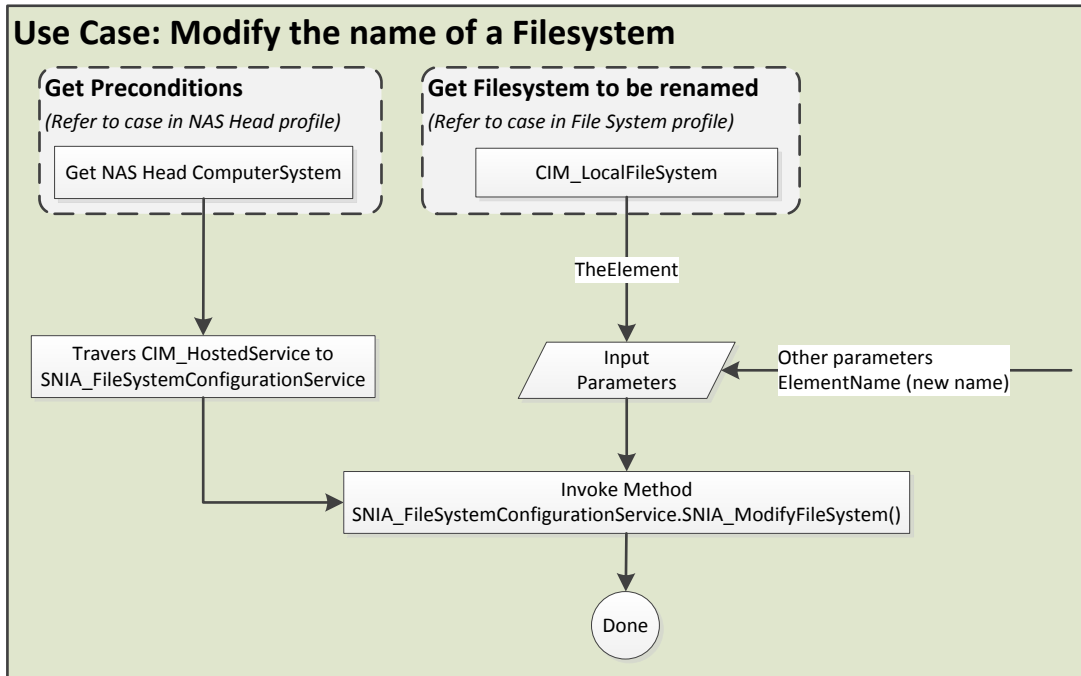 Use Case: Modify the name of a Filesystem
Get Preconditions
(Refer to case in NAS Head profile)
Get NAS Head ComputerSystem
Get Filesystem to be renamed
(Refer to case in File System profile)
CIM_LocalFileSystem
TheElement
Travers CIM_HostedService to
SNIA_FileSystemConfigurationService
Input
Parameters
Other parameters
ElementName (new name)
Invoke Method
SNIA_FileSystemConfigurationService.SNIA_ModifyFileSystem()
Done